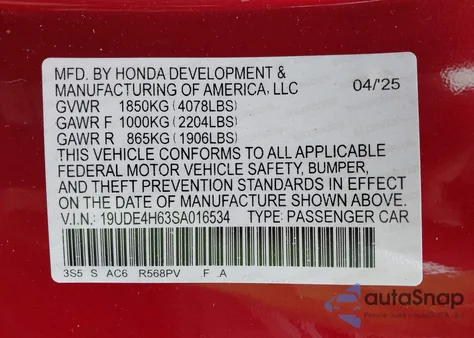 MFD. BY HONDA DEVELOPMENT &
MANUFACTURING OF AMERICA, LLC 04/'25
GVWR 1850KG (4078LBS)
GAWR F 1000KG (2204LBS)
GAWR R 865KG (1906LBS)
THIS VEHICLE CONFORMS TO ALL APPLICABLE
FEDERAL MOTOR VEHICLE SAFETY, BUMPER,
AND THEFT PREVENTION STANDARDS IN EFFECT
ON THE DATE OF MANUFACTURE SHOWN ABOVE.
V.I.N.: 19UDE4H63SA016534 TYPE: PASSENGER CAR
3S5 S AC6 R568PV F A
autoSnap